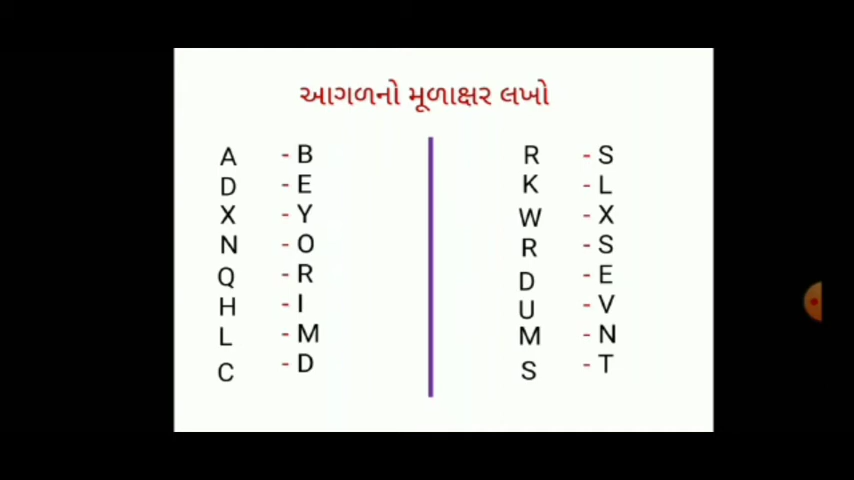 આગળનો મૂળાક્ષર લખો
A - B
D - E
X - Y
N - O
Q - R
H - I
L - M
C - D
R - S
K - L
W - X
R - S
D - E
U - V
M - N
S - T